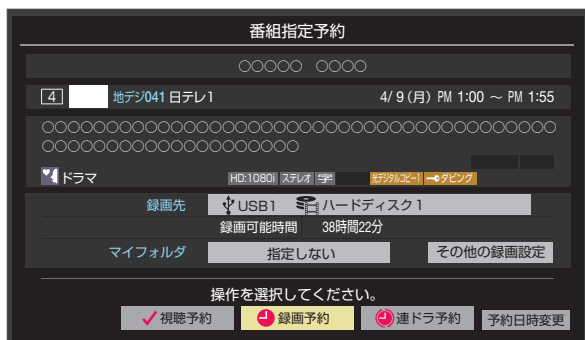 番組指定予約
○○○○○ ○○○○
4 地デジ041 日テレ1 4/ 9(月) PM 1:00 ～ PM 1:55
○○○○○○○○○○○○○○○○○○○○○○○○○○○○○○○○○○○○○○○○
○○○○○○○○○○○○○○○○○○○○
ドラマ HD:1080i ステレオ 字 光デジタルコピー1 ダビング
録画先 USB1 ハードディスク1
録画可能時間 38時間22分
マイフォルダ 指定しない その他の録画設定
操作を選択してください。
視聴予約 録画予約 連ドラ予約 予約日時変更